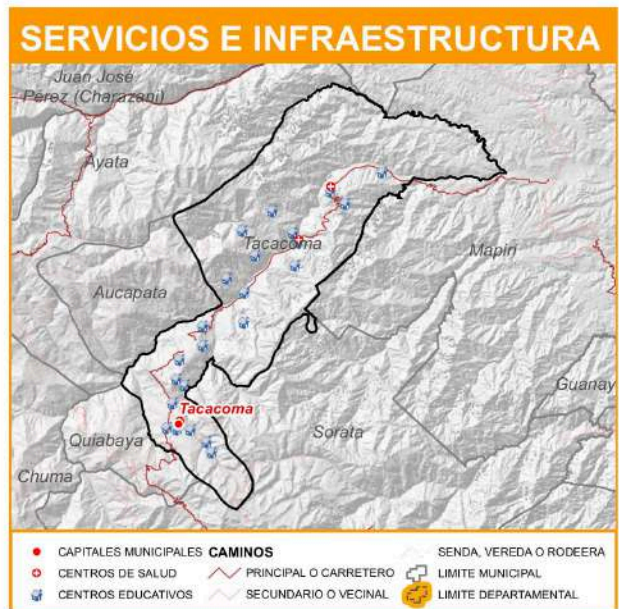 SERVICIOS E INFRAESTRUCTURA
Juan José
Pérez (Charazani)
Ayata
Tacacoma
Mapiri
Aucapata
Guanay
Tacacoma
Quiabaya
Sorata
Chuma
CAPITALES MUNICIPALES
CENTROS DE SALUD
CENTROS EDUCATIVOS
CAMINOS
PRINCIPAL O CARRETERO
SECUNDARIO O VECINAL
SENDA, VEREDA O RODEERA
LIMITE MUNICIPAL
LIMITE DEPARTAMENTAL